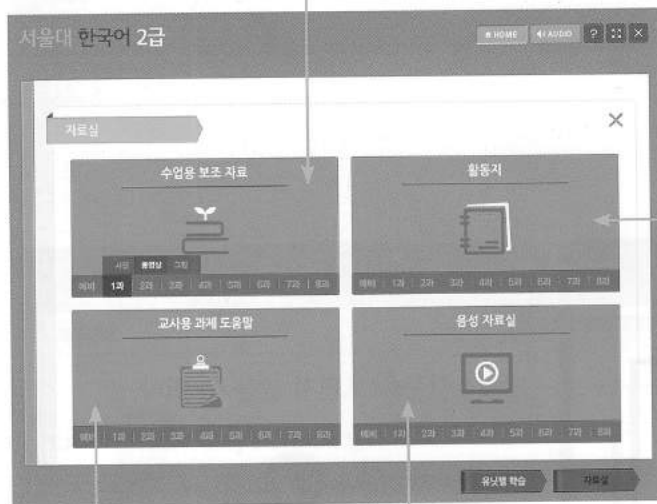 서울대 한국어 2급
HOME AUDIO ? ×
자료실 ×
수업용 보조 자료
활동지
사진 동영상 그림
예비 1과 2과 3과 4과 5과 6과 7과 8과
예비 1과 2과 3과 4과 5과 6과 7과 8과
교사용 과제 도움말
음성 자료실
예비 1과 2과 3과 4과 5과 6과 7과 8과
예비 1과 2과 3과 4과 5과 6과 7과 8과
유닛별 학습 자료실